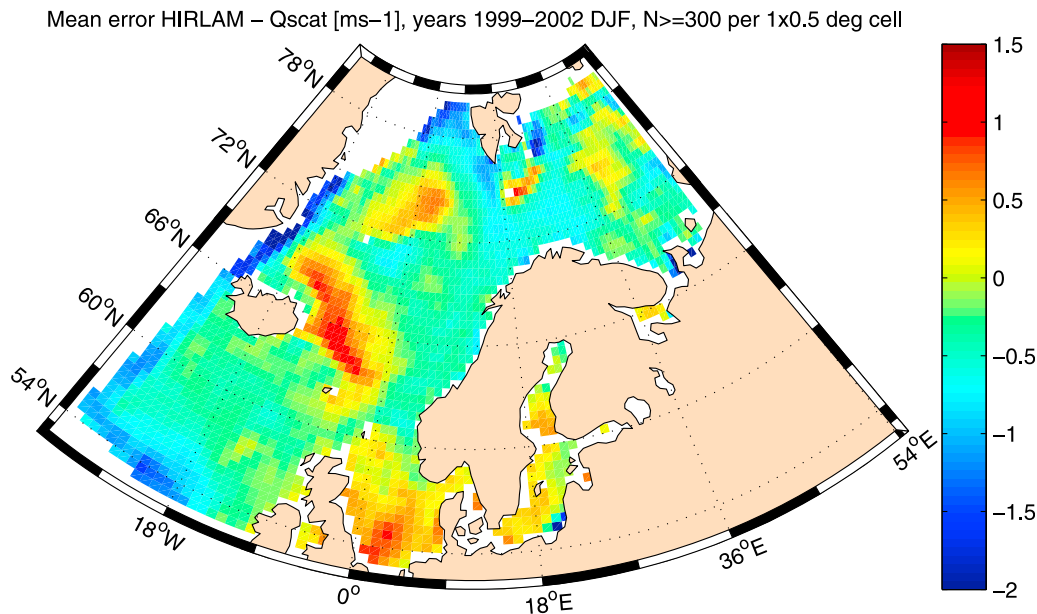 Mean error HIRLAM – Qscat [ms–1], years 1999–2002 DJF, N>=300 per 1x0.5 deg cell
78°N
72°N
66°N
60°N
54°N
18°W
0°
18°E
36°E
54°E
1.5
1
0.5
0
−0.5
−1
−1.5
−2